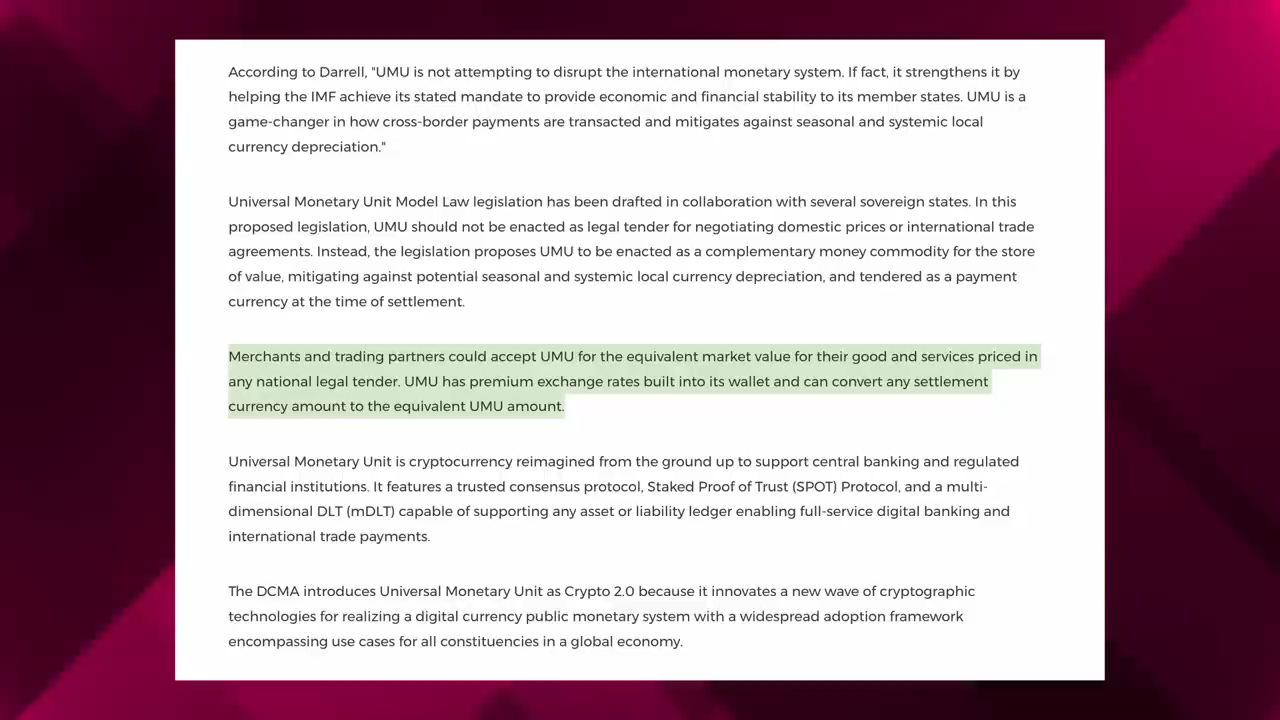 According to Darrell, "UMU is not attempting to disrupt the international monetary system. If fact, it strengthens it by
helping the IMF achieve its stated mandate to provide economic and financial stability to its member states. UMU is a
game-changer in how cross-border payments are transacted and mitigates against seasonal and systemic local
currency depreciation."
Universal Monetary Unit Model Law legislation has been drafted in collaboration with several sovereign states. In this
proposed legislation, UMU should not be enacted as legal tender for negotiating domestic prices or international trade
agreements. Instead, the legislation proposes UMU to be enacted as a complementary money commodity for the store
of value, mitigating against potential seasonal and systemic local currency depreciation, and tendered as a payment
currency at the time of settlement.
Merchants and trading partners could accept UMU for the equivalent market value for their good and services priced in
any national legal tender. UMU has premium exchange rates built into its wallet and can convert any settlement
currency amount to the equivalent UMU amount.
Universal Monetary Unit is cryptocurrency reimagined from the ground up to support central banking and regulated
financial institutions. It features a trusted consensus protocol, Staked Proof of Trust (SPOT) Protocol, and a multi-
dimensional DLT (mDLT) capable of supporting any asset or liability ledger enabling full-service digital banking and
international trade payments.
The DCMA introduces Universal Monetary Unit as Crypto 2.0 because it innovates a new wave of cryptographic
technologies for realizing a digital currency public monetary system with a widespread adoption framework
encompassing use cases for all constituencies in a global economy.